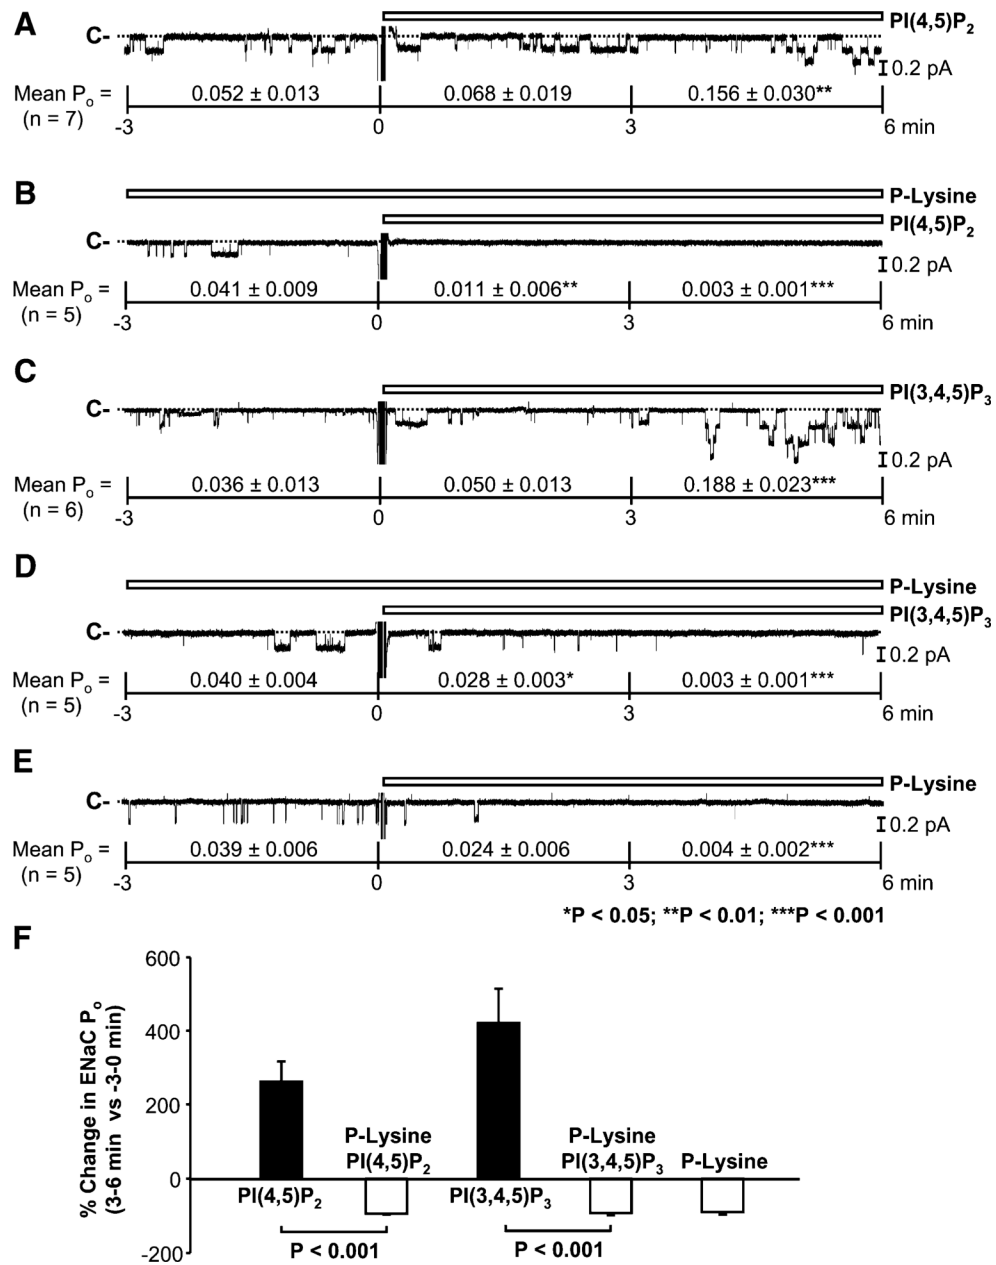 A
PI(4,5)P2
C-
0.2 pA
Mean Po =
(n = 7)
0.052 ± 0.013
0.068 ± 0.019
0.156 ± 0.030**
-3
0
3
6 min
B
P-Lysine
PI(4,5)P2
C-
0.2 pA
Mean Po =
(n = 5)
0.041 ± 0.009
0.011 ± 0.006**
0.003 ± 0.001***
-3
0
3
6 min
C
PI(3,4,5)P3
C-
0.2 pA
Mean Po =
(n = 6)
0.036 ± 0.013
0.050 ± 0.013
0.188 ± 0.023***
-3
0
3
6 min
D
P-Lysine
PI(3,4,5)P3
C-
0.2 pA
Mean Po =
(n = 5)
0.040 ± 0.004
0.028 ± 0.003*
0.003 ± 0.001***
-3
0
3
6 min
E
P-Lysine
C-
0.2 pA
Mean Po =
(n = 5)
0.039 ± 0.006
0.024 ± 0.006
0.004 ± 0.002***
-3
0
3
6 min
*P < 0.05; **P < 0.01; ***P < 0.001
F
% Change in ENaC Po
(3-6 min vs -3-0 min)
600
400
200
0
-200
PI(4,5)P2
P-Lysine
PI(4,5)P2
PI(3,4,5)P3
P-Lysine
PI(3,4,5)P3
P-Lysine
P < 0.001
P < 0.001